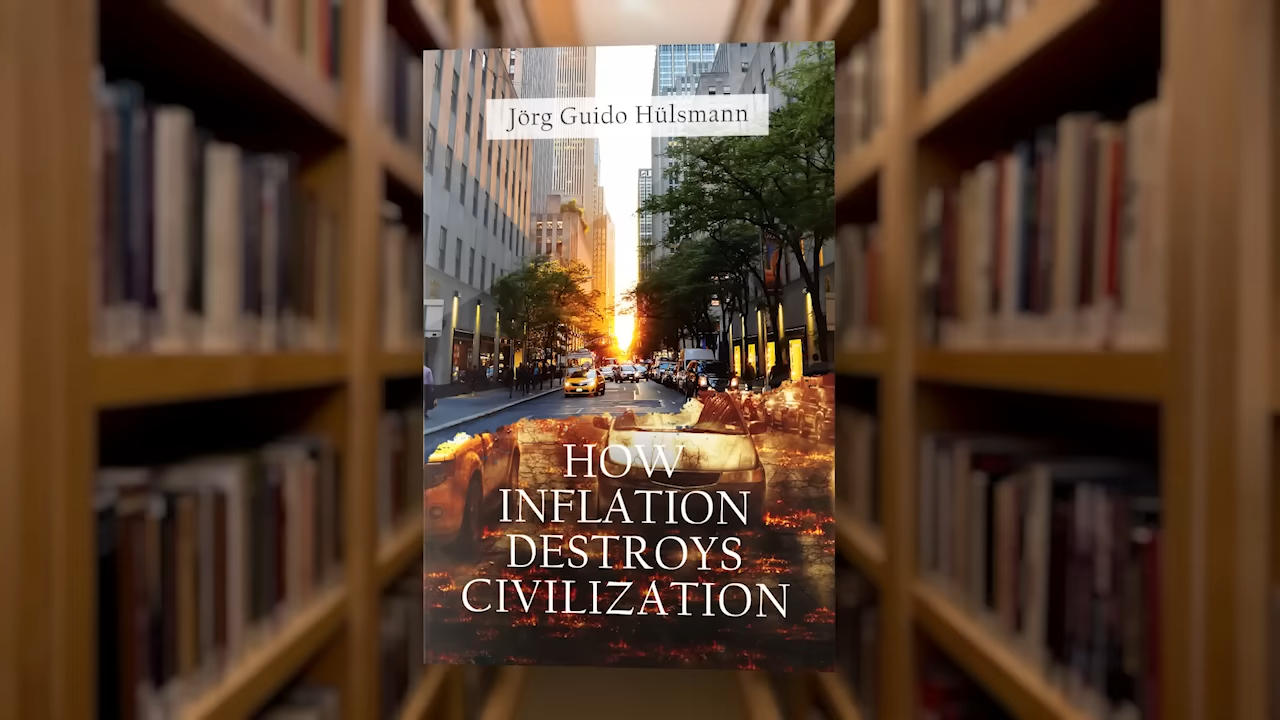 Jörg Guido Hülsmann
HOW
INFLATION
DESTROYS
CIVILIZATION